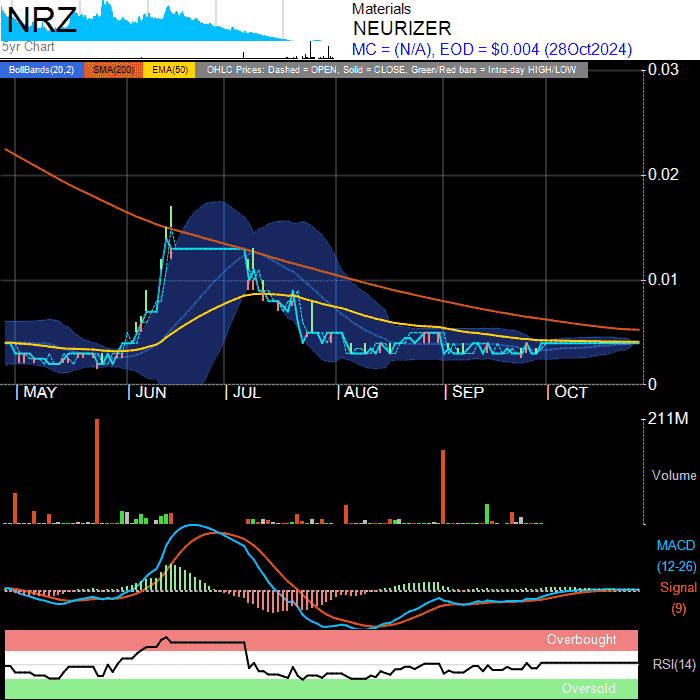 NRZ
5yr Chart
Materials
NEURIZER
MC = (N/A), EOD = $0.004 (28Oct2024)
BollBands(20,2) SMA(200) EMA(50) OHLC Prices: Dashed = OPEN, Solid = CLOSE, Green/Red bars = Intra-day HIGH/LOW
0.03
0.02
0.01
0
MAY JUN JUL AUG SEP OCT
211M
Volume
MACD
(12-26)
Signal
(9)
Overbought
RSI(14)
Oversold